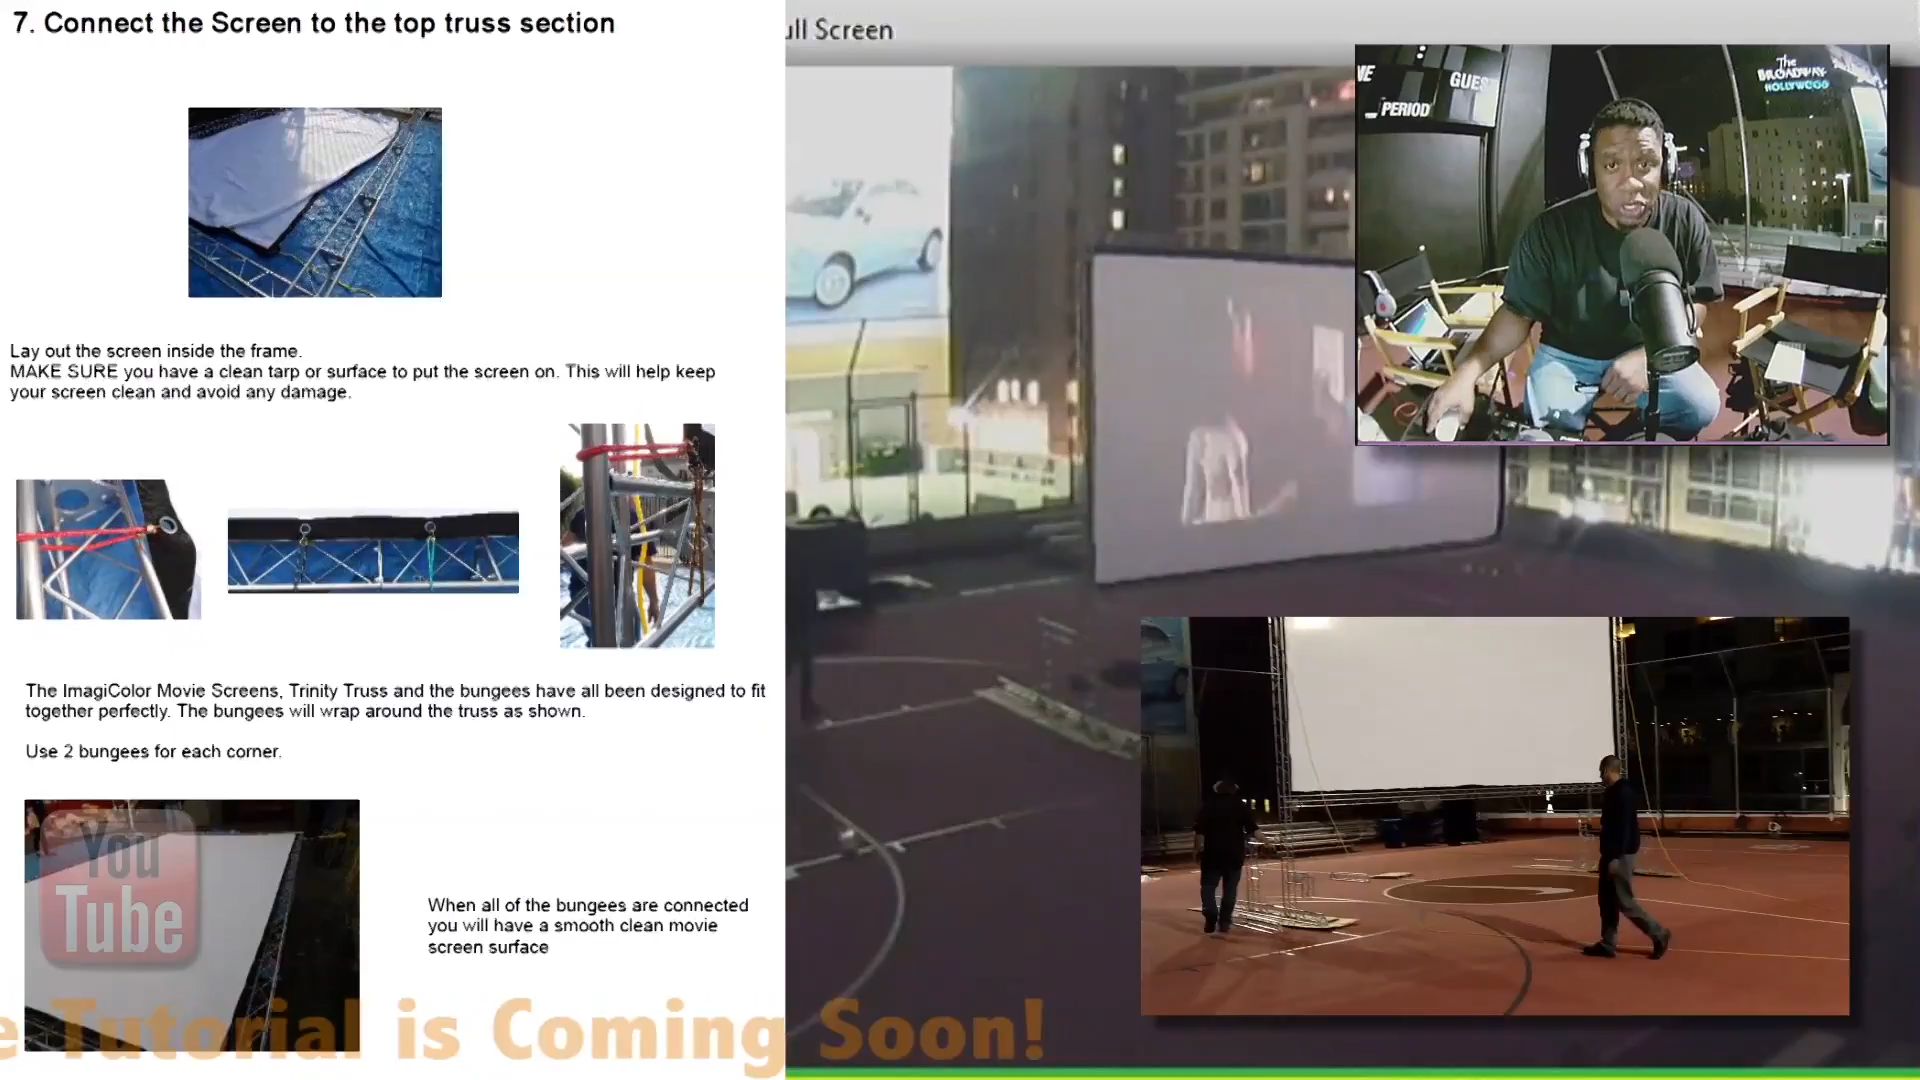 7. Connect the Screen to the top truss section
ull Screen
GUES
PERIOD
The
BROADWAY
HOLLYWOOD
Lay out the screen inside the frame.
MAKE SURE you have a clean tarp or surface to put the screen on. This will help keep
your screen clean and avoid any damage.
The ImagiColor Movie Screens, Trinity Truss and the bungees have all been designed to fit
together perfectly. The bungees will wrap around the truss as shown.
Use 2 bungees for each corner.
You
Tube
When all of the bungees are connected
you will have a smooth clean movie
screen surface
e Tutorial is Coming Soon!